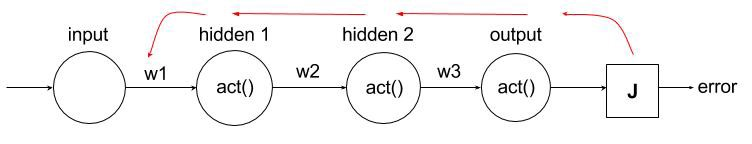 input
hidden 1
hidden 2
output
w1
w2
w3
act()
act()
act()
J
error